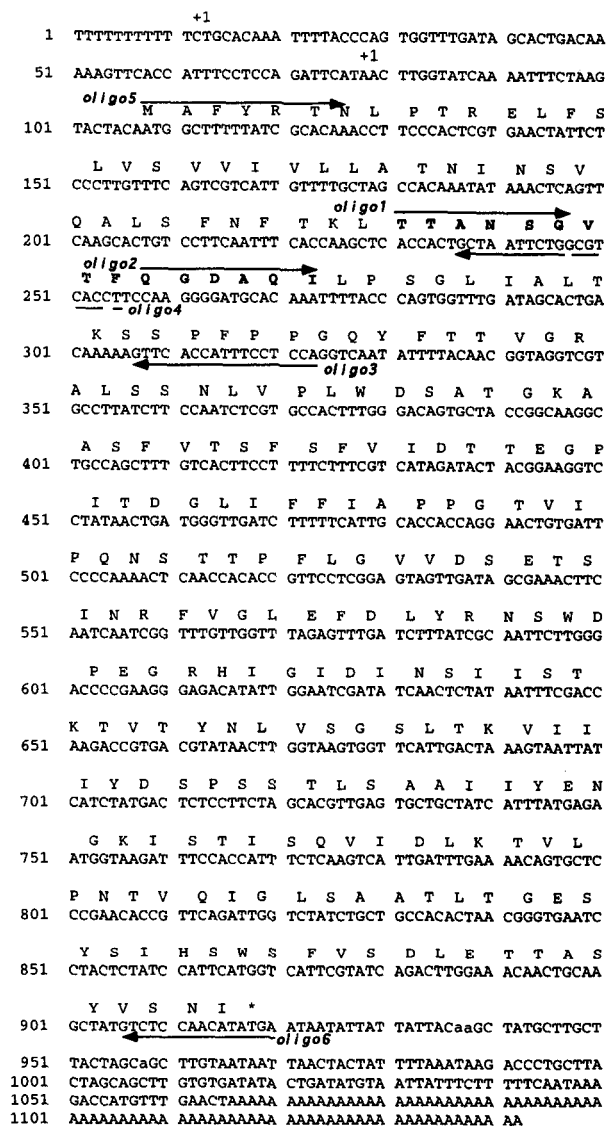 +1
1 TTTTTTTTTT TCTGCACAAA TTTTACCCAG TGGTTTGATA GCACTGACAA
+1
51 AAAGTTCACC ATTTCCTCCA GATTCATAAC TTGGTATCAA AATTTCTAAG
oligo5
M A F Y R T N L P T R E L F S
101 TACTACAATG GCTTTTTATC GCACAAACCT TCCCACTCGT GAACTATTCT
L V S V V I V L L A T N I N S V
151 CCCTTGTTTC AGTCGTCATT GTTTTGCTAG CCACAAATAT AAACTCAGTT
oligo1
Q A L S F N F T K L T T A N S G V
201 CAAGCACTGT CCTTCAATTT CACCAAGCTC ACCACTGCTA ATTCTGGCGT
oligo2 T F Q G D A Q I L P S G L I A L T
251 CACCTTCCAA GGGGATGCAC AAATTTTACC CAGTGGTTTG ATAGCACTGA
oligo4
K S S P F P P G Q Y F T T V G R
301 CAAAAAGTTC ACCATTTCCT CCAGGTCAAT ATTTTACAAC GGTAGGTCGT
oligo3
A L S S N L V P L W D S A T G K A
351 GCCTTATCTT CCAATCTCGT GCCACTTTGG GACAGTGCTA CCGGCAAGGC
A S F V T S F S F V I D T T E G P
401 TGCCAGCTTT GTCACTTCCT TTTCTTTCGT CATAGATACT ACGGAAGGTC
I T D G L I F F I A P P G T V I
451 CTATAACTGA TGGGTTGATC TTTTTCATTG CACCACCAGG AACTGTGATT
P Q N S T T P F L G V V D S E T S
501 CCCCAAAACT CAACCACACC GTTCCTCGGA GTAGTTGATA GCGAAACTTC
I N R F V G L E F D L Y R N S W D
551 AATCAATCGG TTTGTTGGTT TAGAGTTTGA TCTTTATCGC AATTCTTGGG
P E G R H I G I D I N S I I S T
601 ACCCCGAAGG GAGACATATT GGAATCGATA TCAACTCTAT AATTTCGACC
K T V T Y N L V S G S L T K V I I
651 AAGACCGTGA CGTATAACTT GGTAAGTGGT TCATTGACTA AAGTAATTAT
I Y D S P S S T L S A A I I Y E N
701 CATCTATGAC TCTCCTTCTA GCACGTTGAG TGCTGCTATC ATTTATGAGA
G K I S T I S Q V I D L K T V L
751 ATGGTAAGAT TTCCACCATT TCTCAAGTCA TTGATTTGAA AACAGTGCTC
P N T V Q I G L S A A T L T G E S
801 CCGAACACCG TTCAGATTGG TCTATCTGCT GCCACACTAA CGGGTGAATC
Y S I H S W S F V S D L E T T A S
851 CTACTCTATC CATTCATGGT CATTCGTATC AGACTTGGAA ACAACTGCAA
Y V S N I *
901 GCTATGTCTC CAACATATGA ATAATATTAT TATTACaaGC TATGCTTGCT
oligo6
951 TACTAGCaGC TTGTAATAAT TAACTACTAT TTTAAATAAG ACCCTGCTTA
1001 CTAGCAGCTT GTGTGATATA CTGATATGTA ATTATTTCTT TTTCAATAAA
1051 GACCATGTTT GAACTAAAAA AAAAAAAAAA AAAAAAAAAA AAAAAAAAAA
1101 AAAAAAAAAA AAAAAAAAAA AAAAAAAAAA AAAAAAAAAA AA